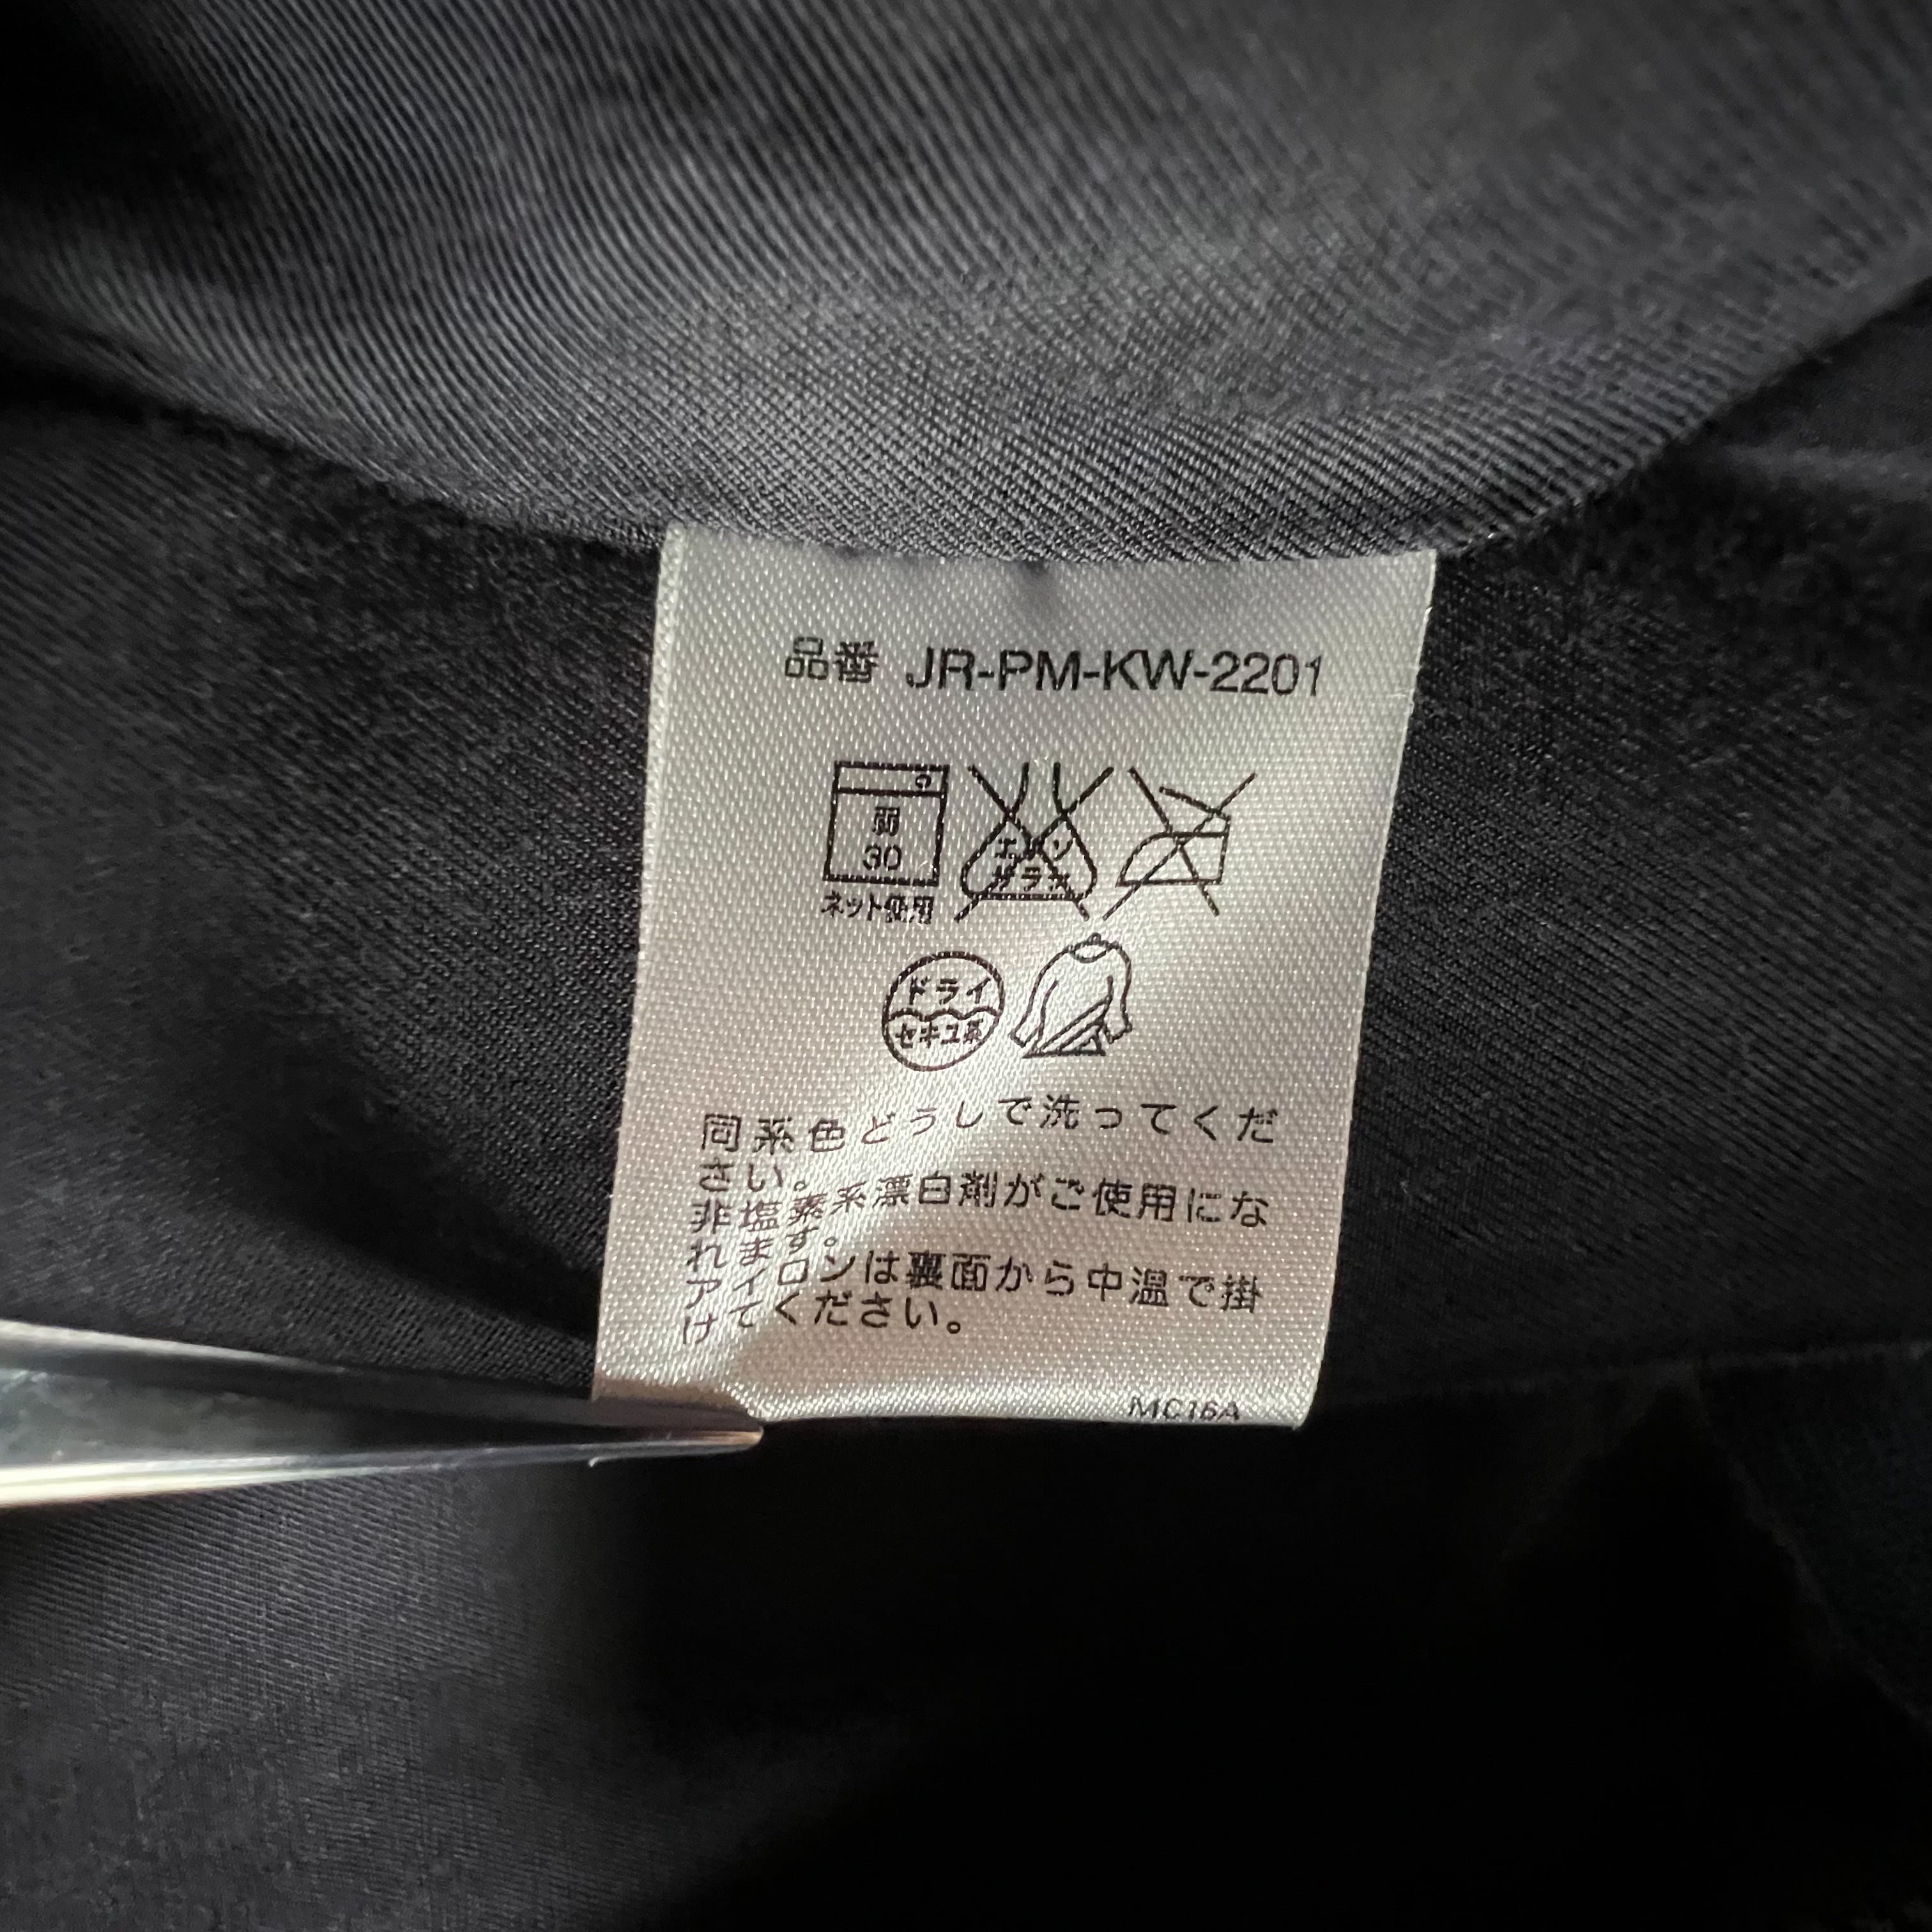 品番 JR-PM-KW-2201
弱
30
ネット使用
エンソ
サラシ
ドライ
セキユ系
同系色どうしで洗ってくだ
さい。
非塩素系漂白剤がご使用にな
れます。
アイロンは裏面から中温で掛
けてください。
MC16A